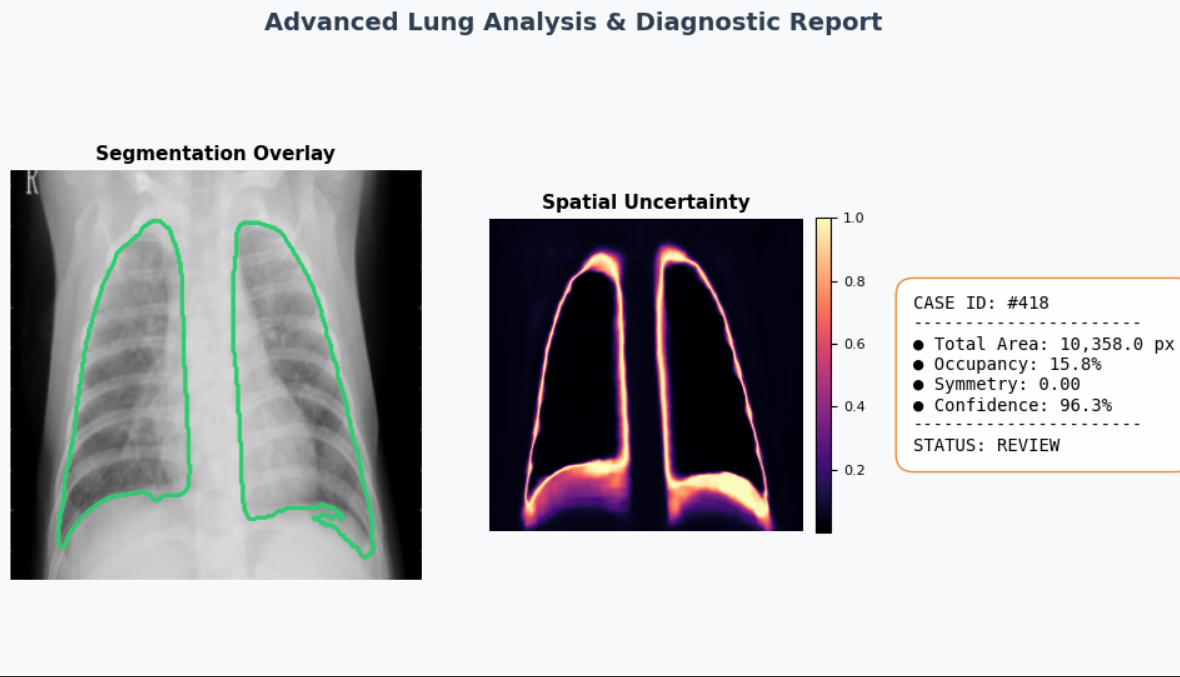 Advanced Lung Analysis & Diagnostic Report
Segmentation Overlay
R
Spatial Uncertainty
1.0
0.8
0.6
0.4
0.2
CASE ID: #418
----------------------
● Total Area: 10,358.0 px
● Occupancy: 15.8%
● Symmetry: 0.00
● Confidence: 96.3%
----------------------
STATUS: REVIEW